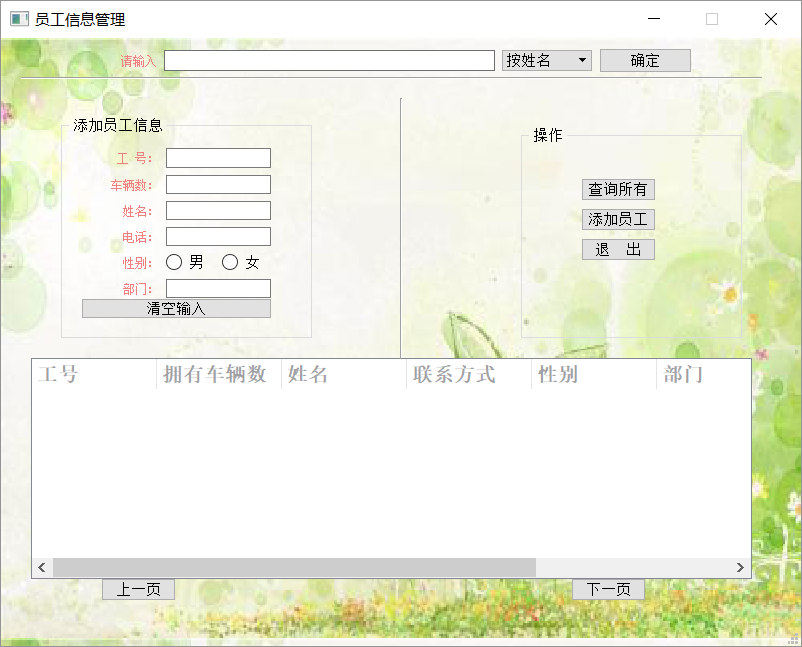 员工信息管理
请输入 按姓名 确定
添加员工信息
工 号：
车辆数：
姓名：
电话：
性别： 男 女
部门：
清空输入
操作
查询所有
添加员工
退 出
工号 拥有车辆数 姓名 联系方式 性别 部门
上一页 下一页